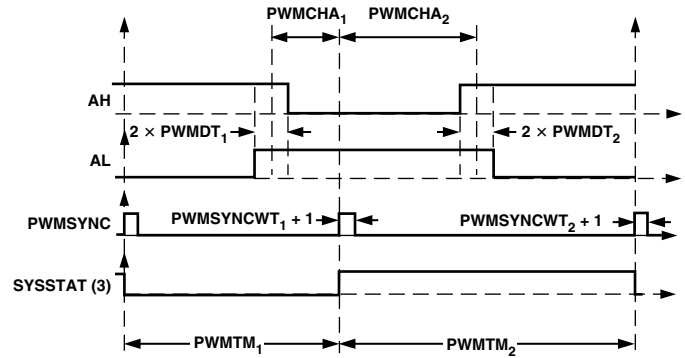 PWMCHA1 PWMCHA2
AH
2 × PWMDT1 2 × PWMDT2
AL
PWMSYNC PWMSYNCWT1 + 1 PWMSYNCWT2 + 1
SYSSTAT (3)
PWMTM1 PWMTM2